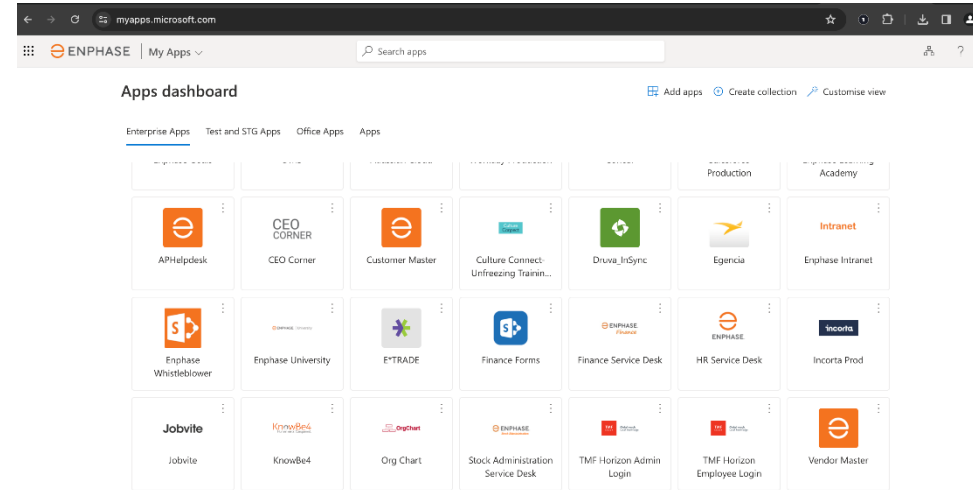 myapps.microsoft.com
ENPHASE My Apps
Search apps
Apps dashboard
Add apps
Create collection
Customise view
Enterprise Apps
Test and STG Apps
Office Apps
Apps
Production
Academy
APHelpdesk
CEO
CORNER
CEO Corner
Customer Master
Culture Connect-
Unfreezing Trainin...
Druva_InSync
Egencia
Intranet
Enphase Intranet
Enphase
Whistleblower
Enphase University
E*TRADE
Finance Forms
ENPHASE
Finance
Finance Service Desk
ENPHASE
HR Service Desk
incorta
Incorta Prod
Jobvite
Jobvite
KnowBe4
KnowBe4
OrgChart
Org Chart
ENPHASE
Stock Administration
Service Desk
TMF Horizon Admin
Login
TMF Horizon
Employee Login
Vendor Master